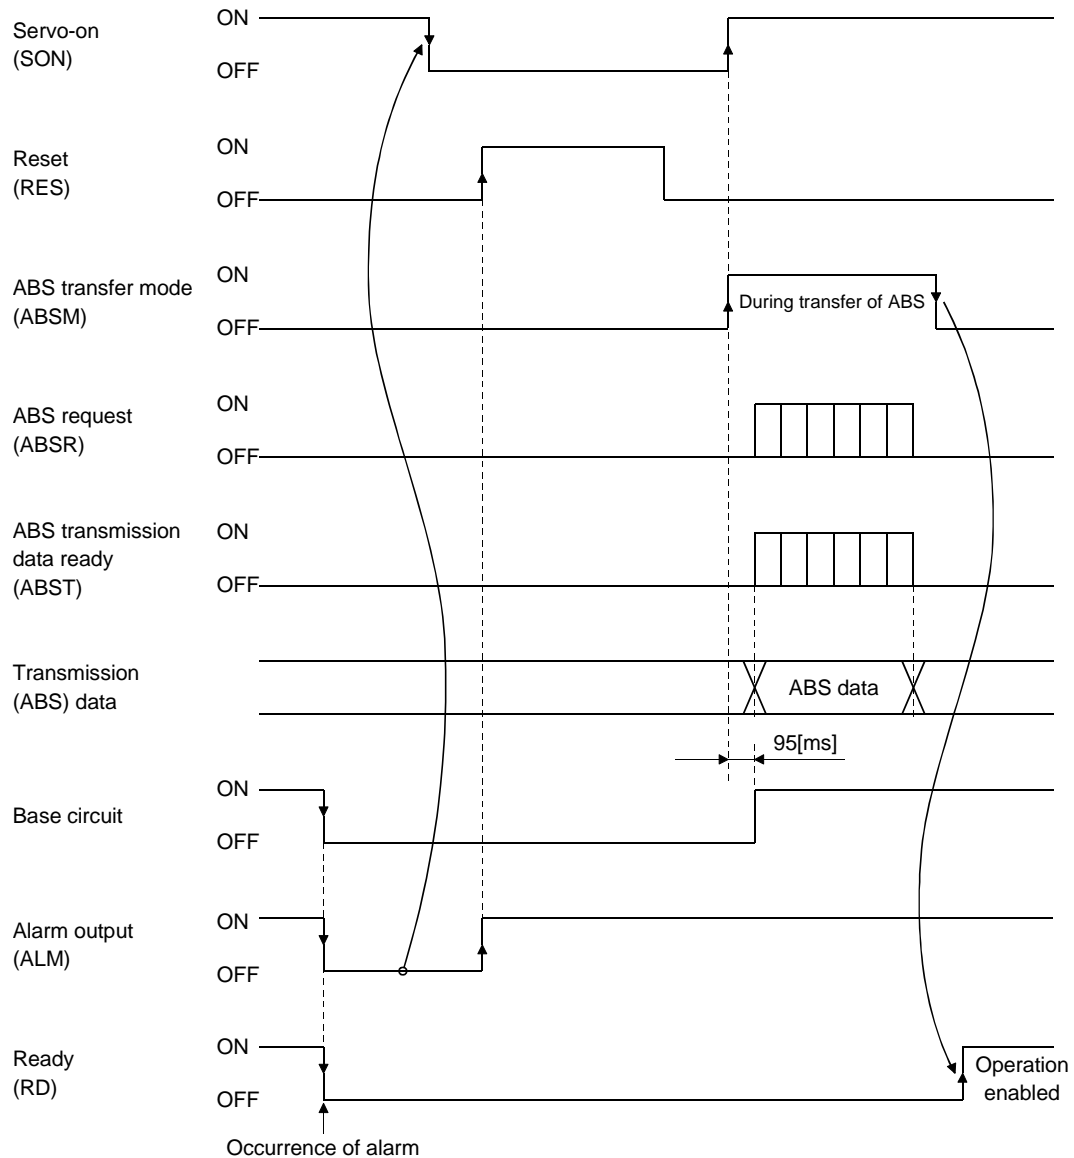 Servo-on
(SON)
ON
OFF
Reset
(RES)
ON
OFF
ABS transfer mode
(ABSM)
ON
OFF
During transfer of ABS
ABS request
(ABSR)
ON
OFF
ABS transmission
data ready
(ABST)
ON
OFF
Transmission
(ABS) data
ABS data
95[ms]
Base circuit
ON
OFF
Alarm output
(ALM)
ON
OFF
Ready
(RD)
ON
OFF
Operation
enabled
Occurrence of alarm